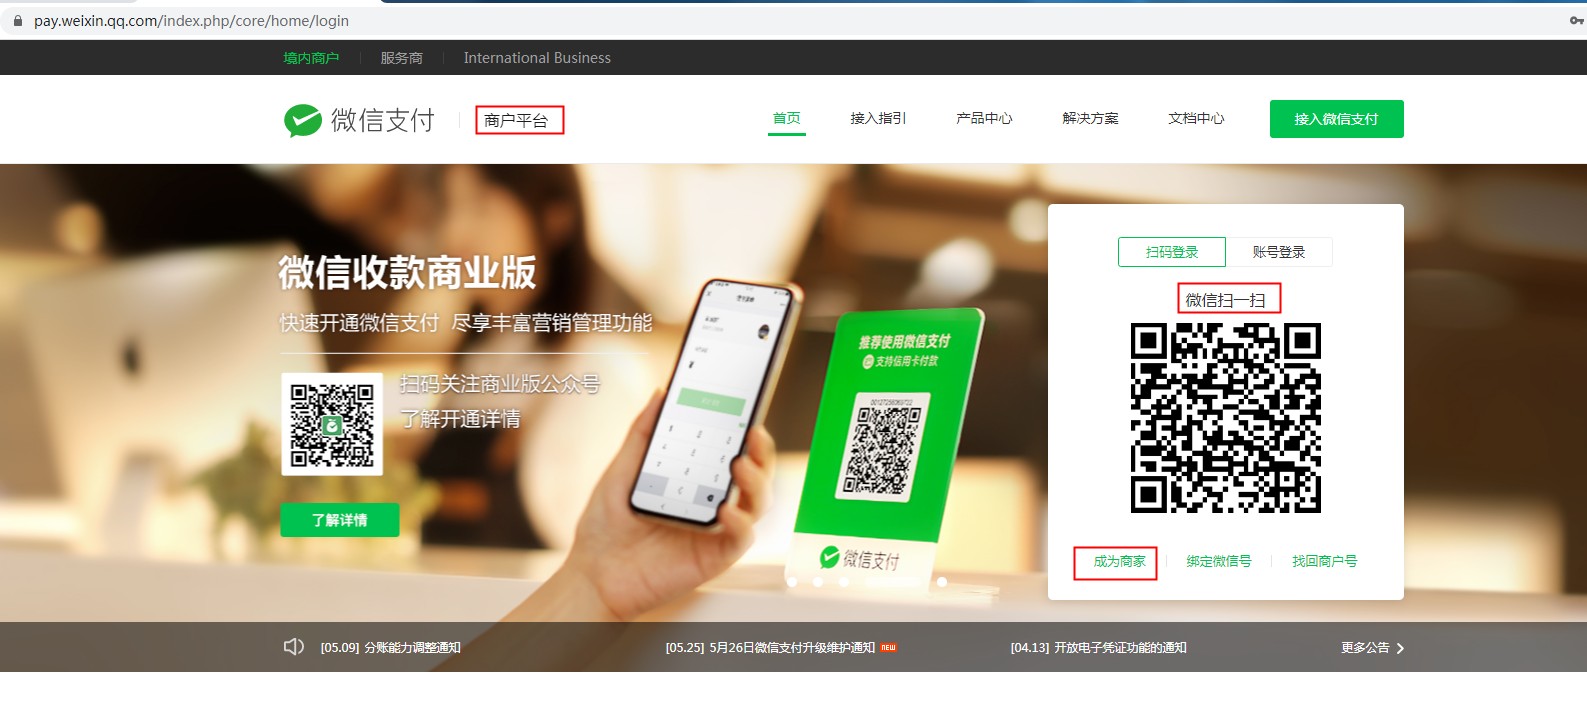 pay.weixin.qq.com/index.php/core/home/login
境内商户 服务商 International Business
微信支付 商户平台 首页 接入指引 产品中心 解决方案 文档中心 接入微信支付
微信收款商业版
快速开通微信支付 尽享丰富营销管理功能
扫码关注商业版公众号
了解开通详情
了解详情
推荐使用微信支付
支持信用卡付款
微信支付
扫码登录 账号登录
微信扫一扫
成为商家 绑定微信号 找回商户号
[05.09] 分账能力调整通知 [05.25] 5月26日微信支付升级维护通知 NEW [04.13] 开放电子凭证功能的通知 更多公告